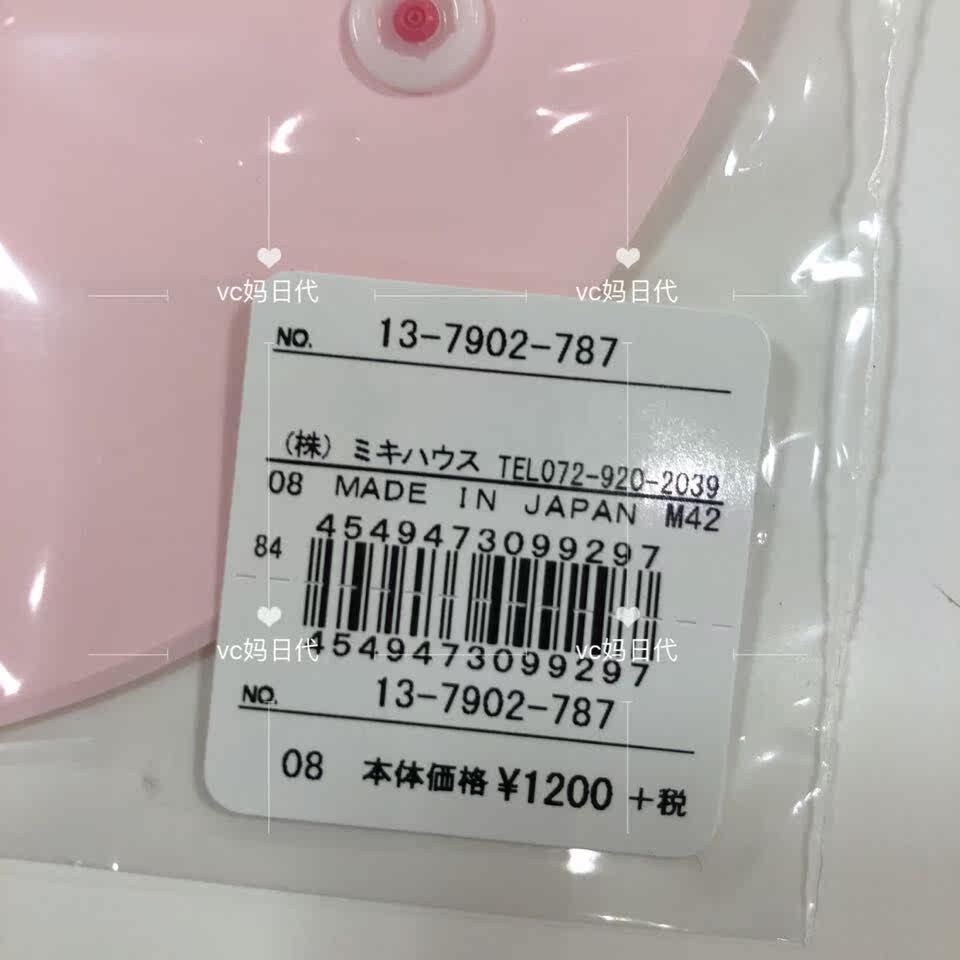 vc妈日代 vc妈日代
NO. 13-7902-787
(株) ミキハウス TEL072-920-2039
08 MADE IN JAPAN M42
4549473099297
84
vc妈日代 vc妈日代
4549473099297
NO. 13-7902-787
08 本体価格 ¥1200 +税